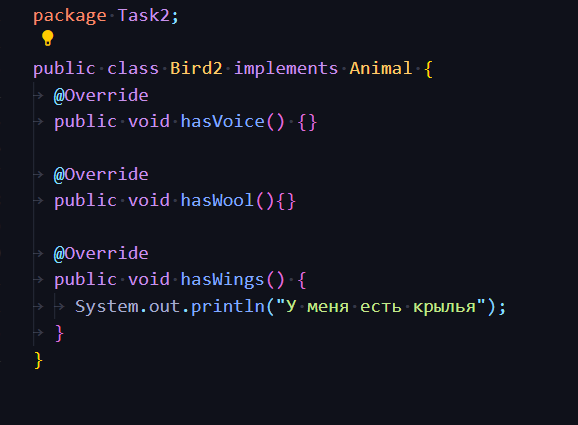 package Task2;
public class Bird2 implements Animal {
@Override
public void hasVoice() {}
@Override
public void hasWool(){}
@Override
public void hasWings() {
System.out.println("У меня есть крылья");
}
}